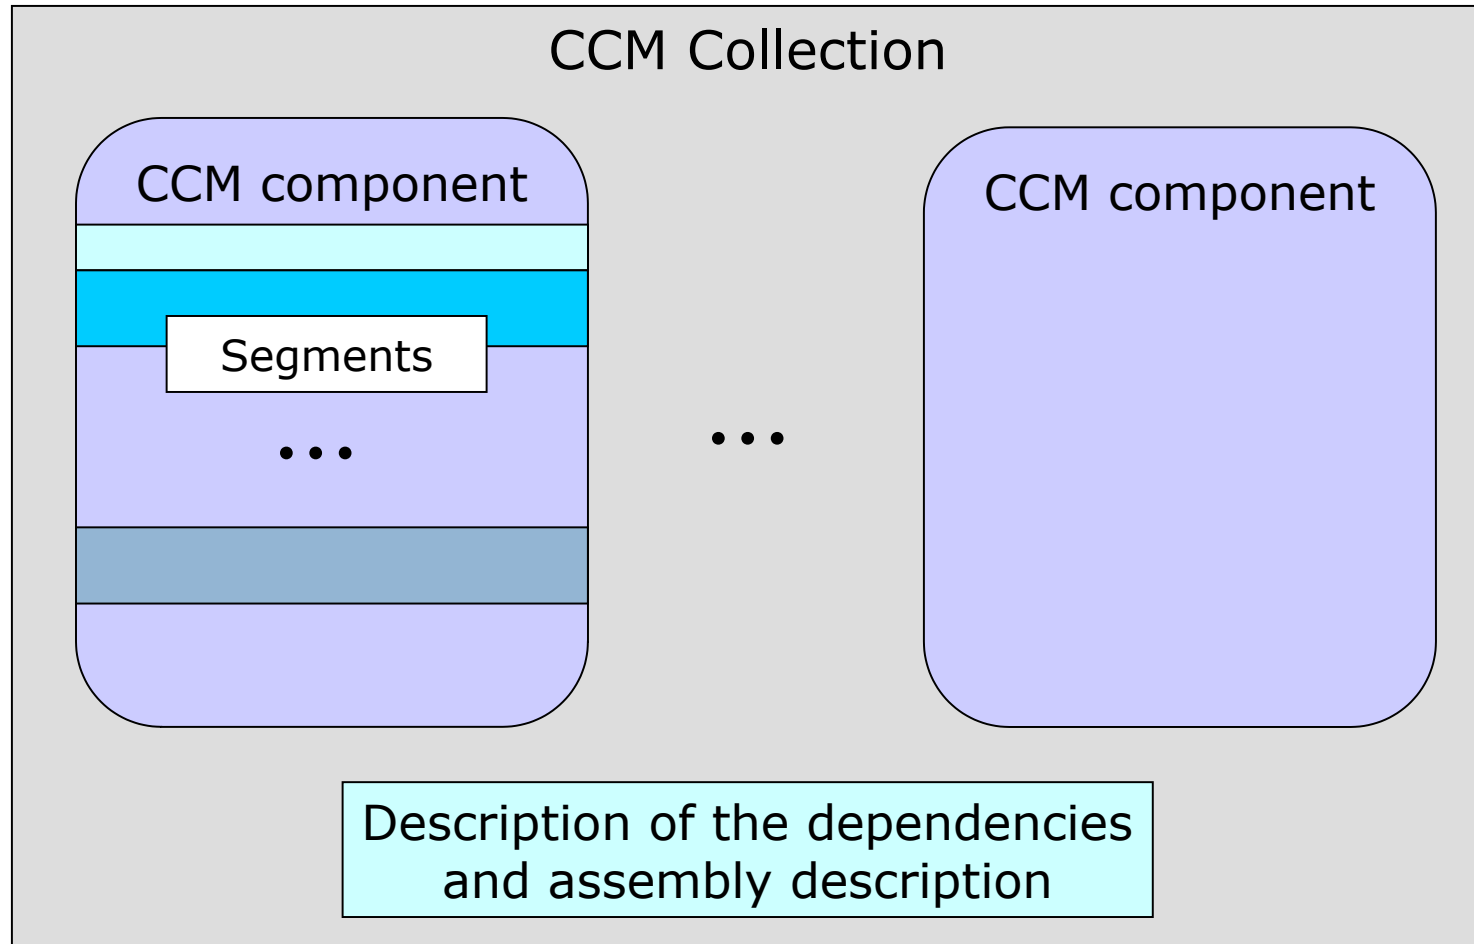 CCM Collection
CCM component
CCM component
Segments
...
...
Description of the dependencies
and assembly description